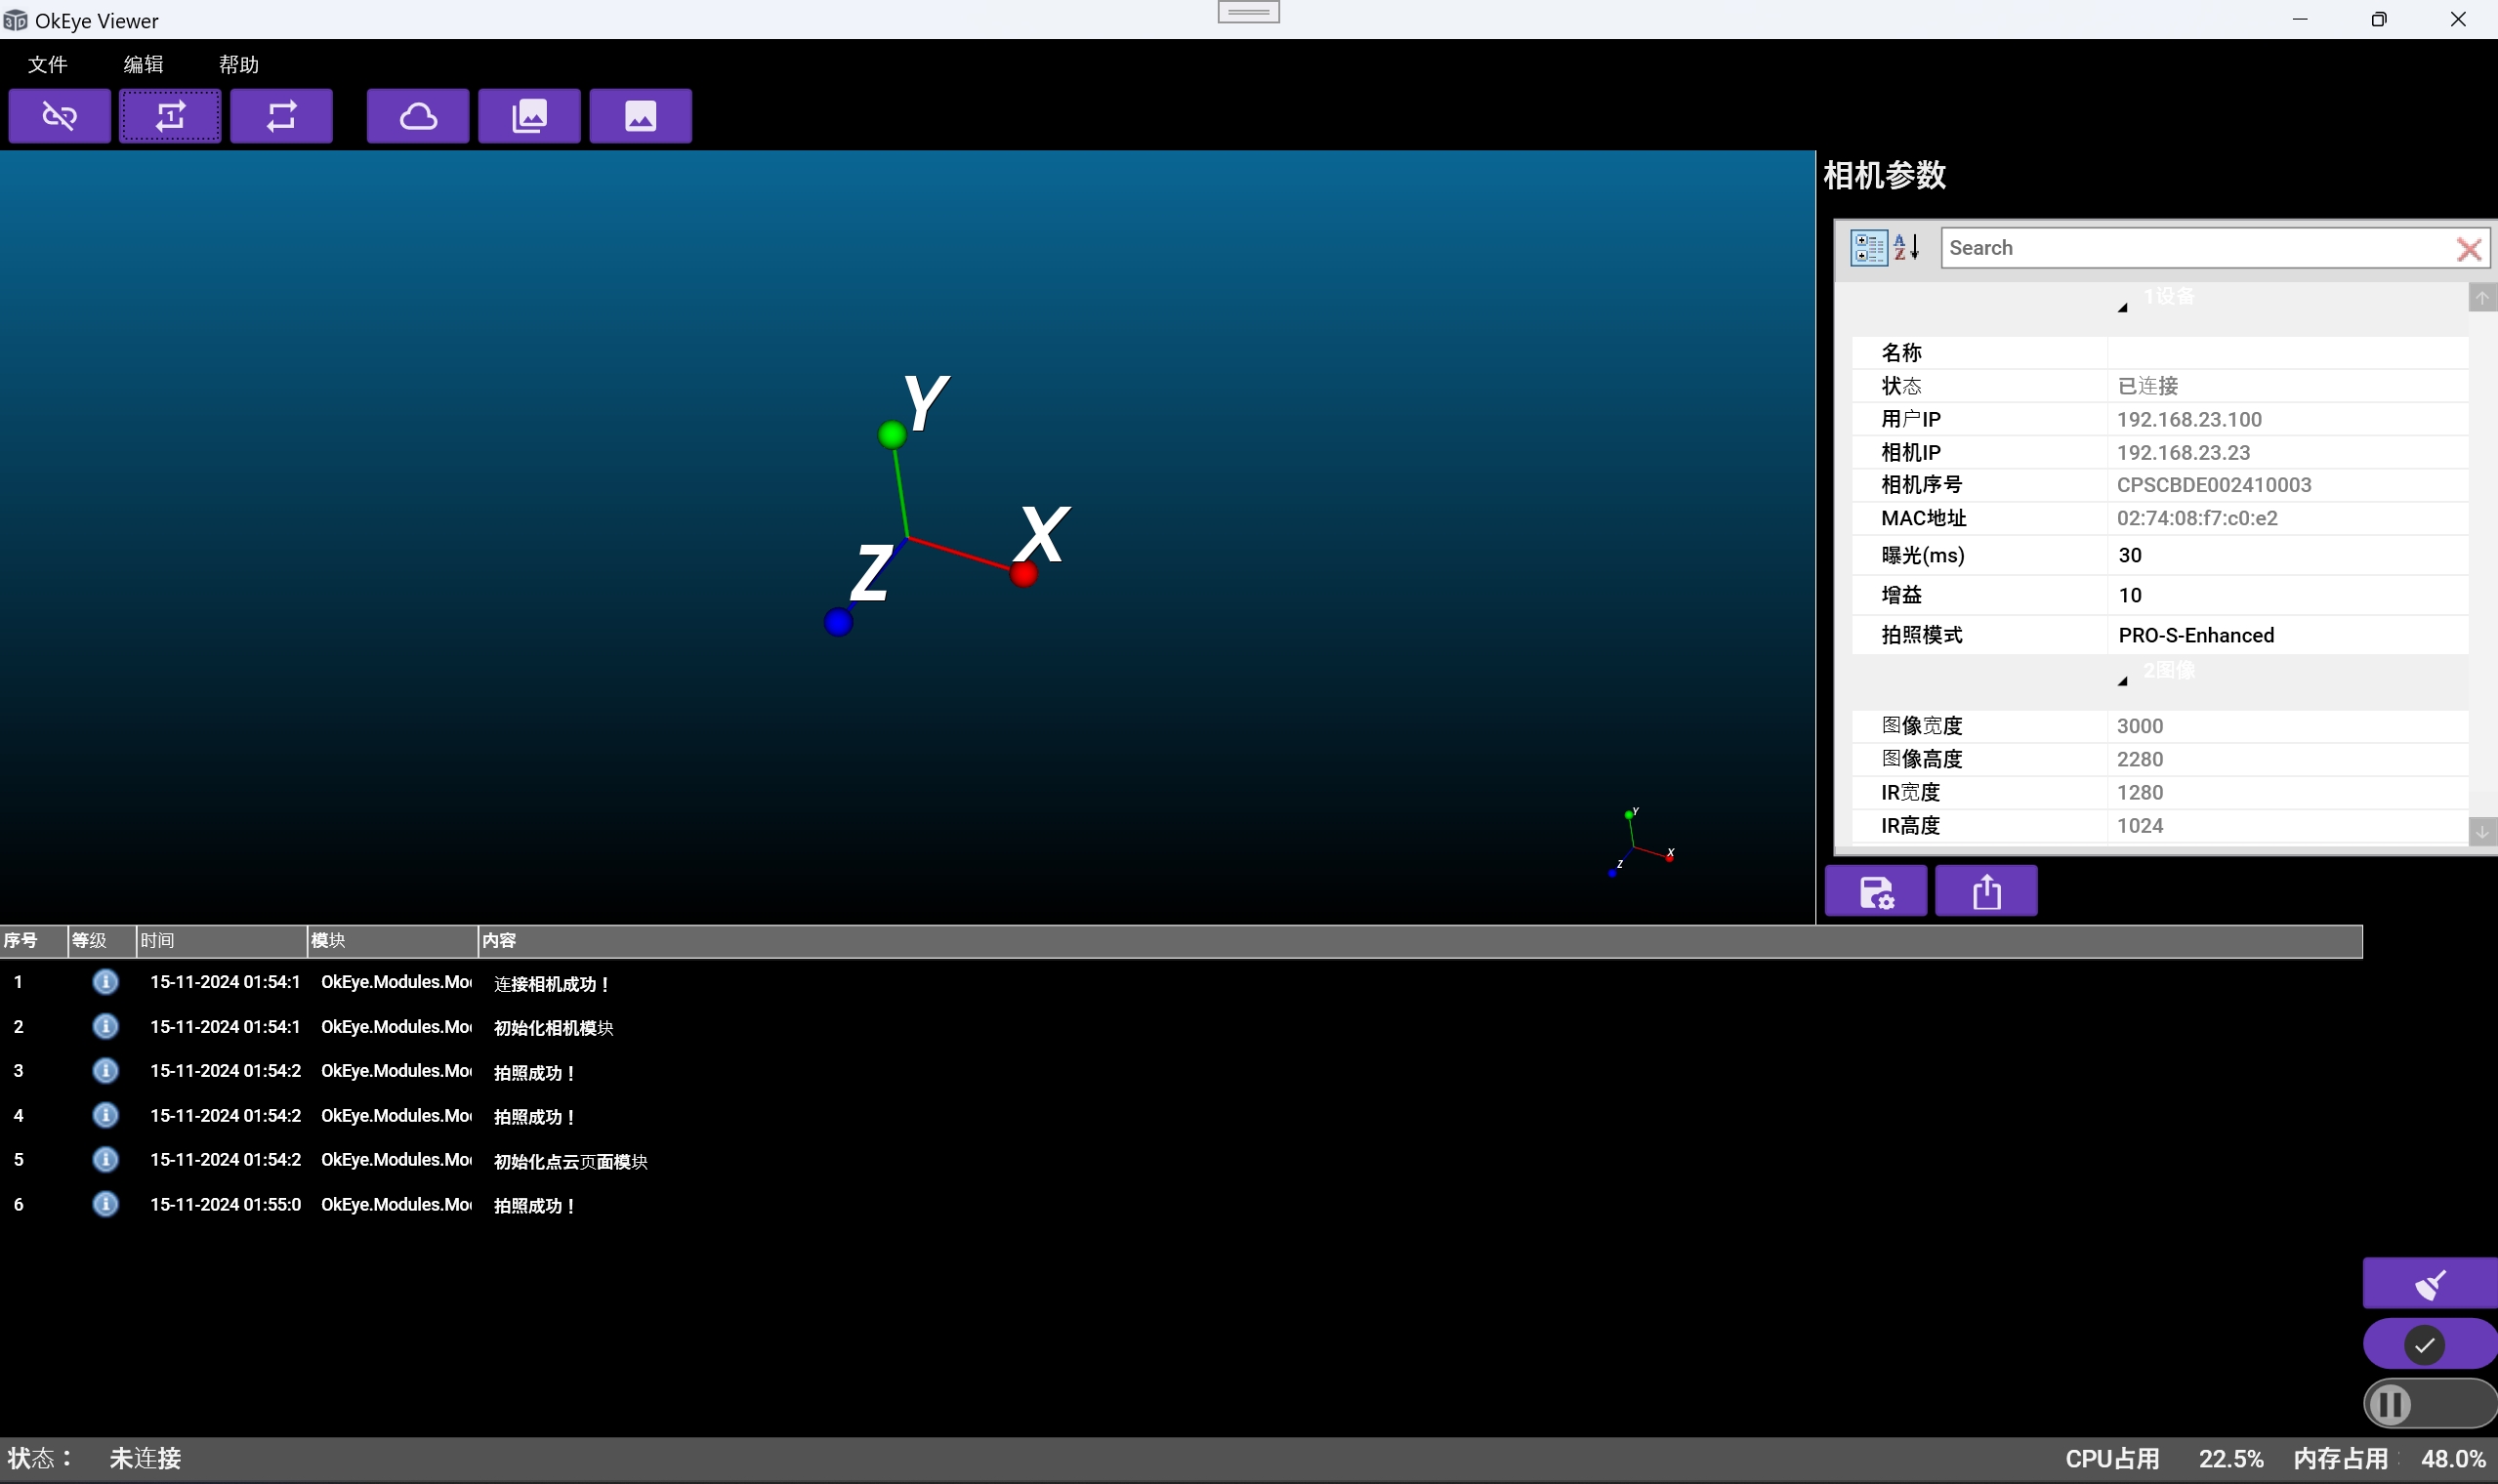 OkEye Viewer
文件 编辑 帮助
相机参数
Search
1设备
名称
状态 已连接
用户IP 192.168.23.100
相机IP 192.168.23.23
相机序号 CPSCBDE002410003
MAC地址 02:74:08:f7:c0:e2
曝光(ms) 30
增益 10
拍照模式 PRO-S-Enhanced
2图像
图像宽度 3000
图像高度 2280
IR宽度 1280
IR高度 1024
Y
X
Z
Y
X
Z
序号 等级 时间 模块 内容
1 15-11-2024 01:54:1 OkEye.Modules.Mo 连接相机成功！
2 15-11-2024 01:54:1 OkEye.Modules.Mo 初始化相机模块
3 15-11-2024 01:54:2 OkEye.Modules.Mo 拍照成功！
4 15-11-2024 01:54:2 OkEye.Modules.Mo 拍照成功！
5 15-11-2024 01:54:2 OkEye.Modules.Mo 初始化点云页面模块
6 15-11-2024 01:55:0 OkEye.Modules.Mo 拍照成功！
状态： 未连接 CPU占用 22.5% 内存占用： 48.0%